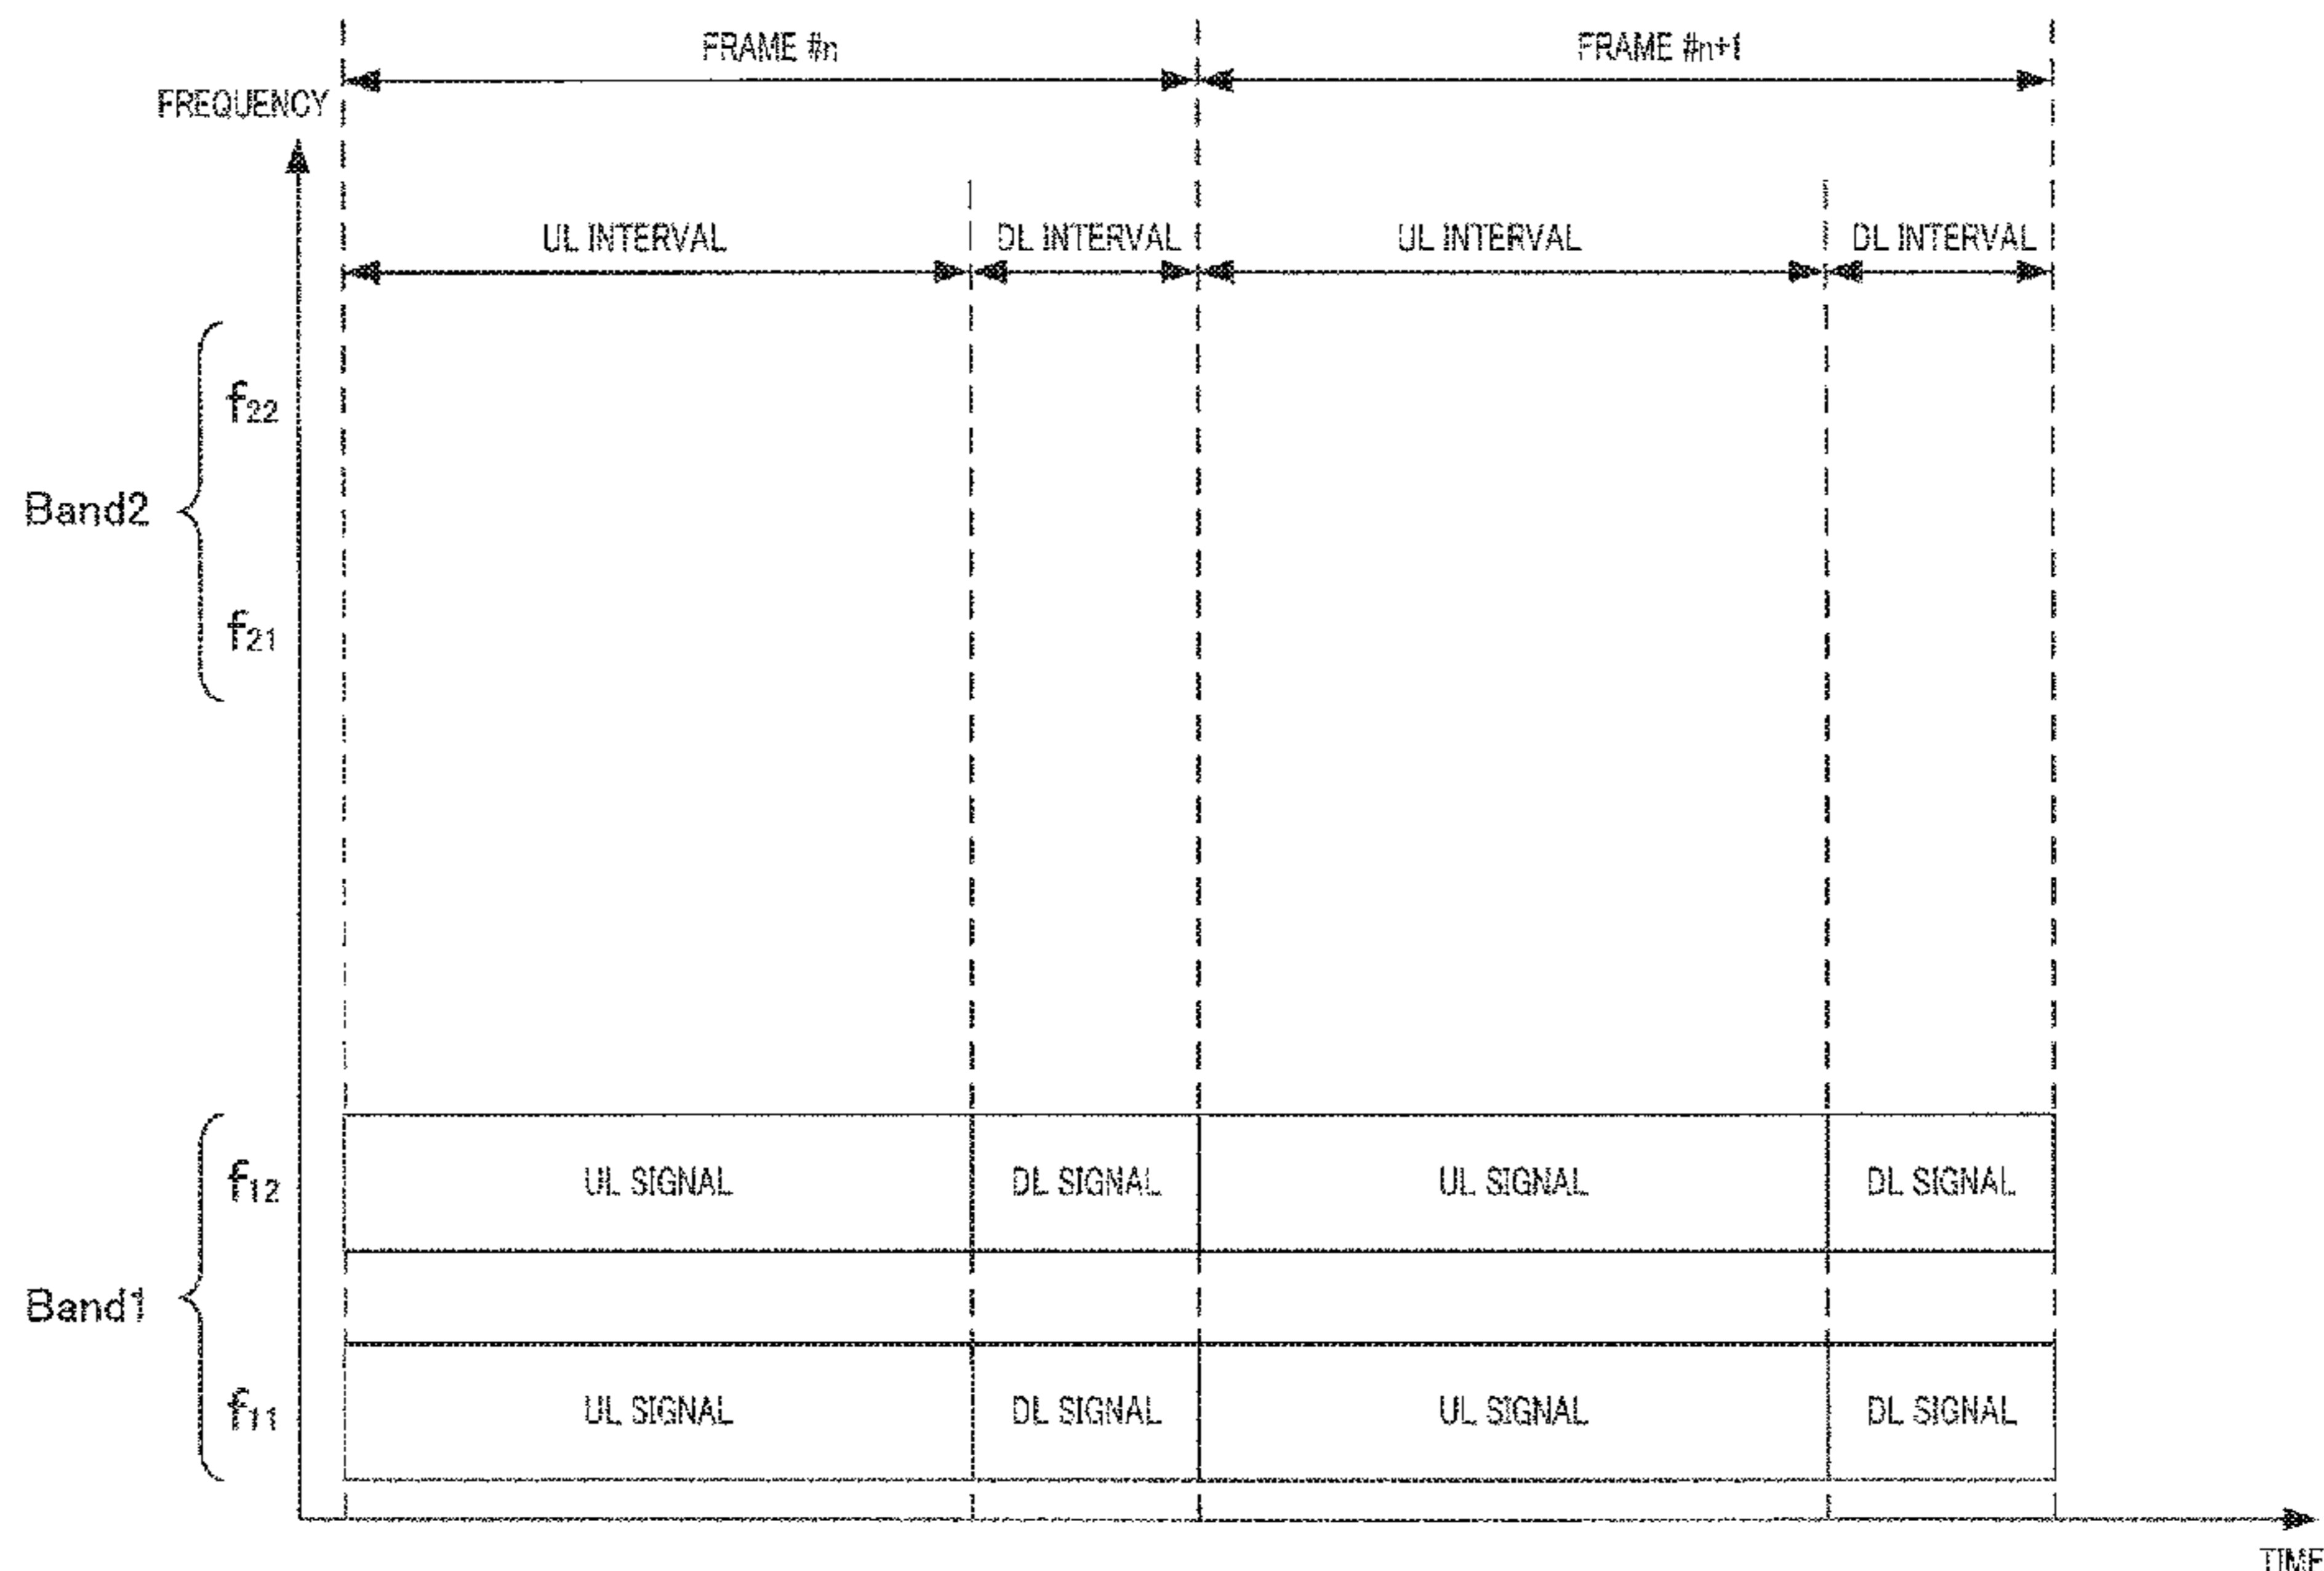 FRAME #n
FRAME #n+1
FREQUENCY
UL INTERVAL
DL INTERVAL
UL INTERVAL
DL INTERVAL
f22
Band2
f21
f12
UL SIGNAL
DL SIGNAL
UL SIGNAL
DL SIGNAL
Band1
f11
UL SIGNAL
DL SIGNAL
UL SIGNAL
DL SIGNAL
TIME